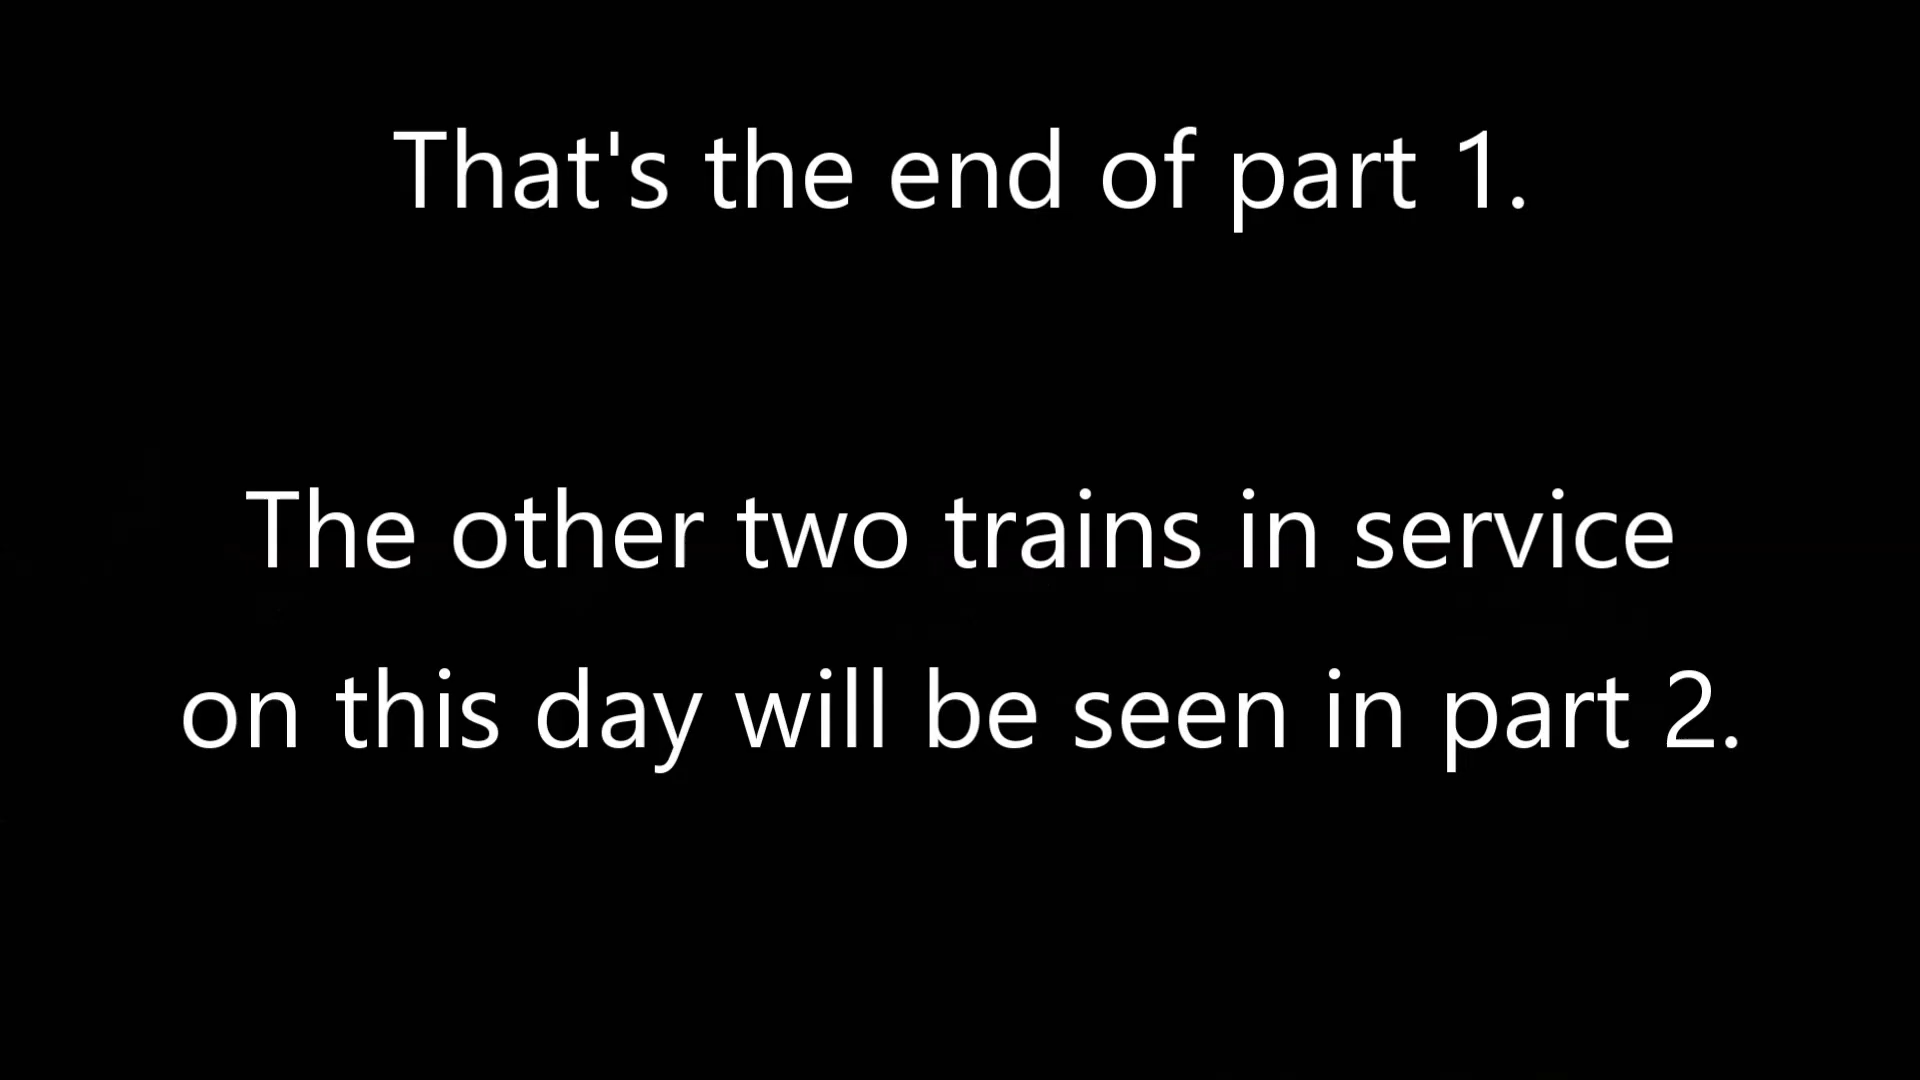 That's the end of part 1.
The other two trains in service
on this day will be seen in part 2.